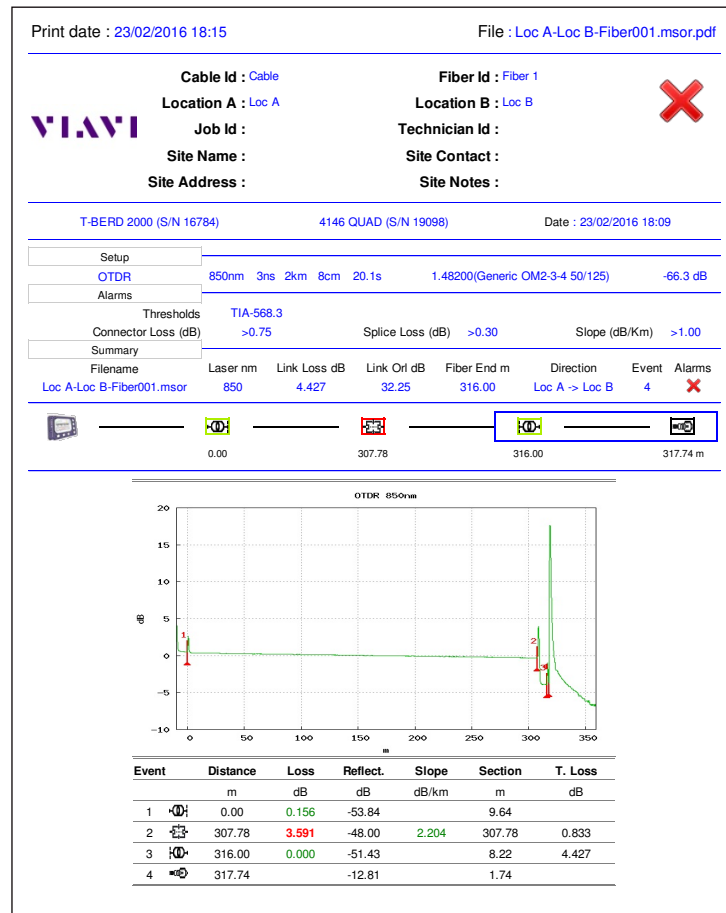 Print date : 23/02/2016 18:15 File : Loc A-Loc B-Fiber001.msor.pdf
Cable Id : Cable Fiber Id : Fiber 1
Location A : Loc A Location B : Loc B
VIAVI Job Id : Technician Id :
Site Name : Site Contact :
Site Address : Site Notes :
T-BERD 2000 (S/N 16784) 4146 QUAD (S/N 19098) Date : 23/02/2016 18:09
Setup
OTDR 850nm 3ns 2km 8cm 20.1s 1.48200(Generic OM2-3-4 50/125) -66.3 dB
Alarms
Thresholds TIA-568.3
Connector Loss (dB) >0.75 Splice Loss (dB) >0.30 Slope (dB/Km) >1.00
Summary
Filename Laser nm Link Loss dB Link Orl dB Fiber End m Direction Event Alarms
Loc A-Loc B-Fiber001.msor 850 4.427 32.25 316.00 Loc A -> Loc B 4
0.00 307.78 316.00 317.74 m
OTDR 850nm
20
15
10
dB
5
1
2
0
-5
-10
0 50 100 150 200 250 300 350
m
Event Distance Loss Reflect. Slope Section T. Loss
m dB dB dB/km m dB
1 0.00 0.156 -53.84 9.64
2 307.78 3.591 -48.00 2.204 307.78 0.833
3 316.00 0.000 -51.43 8.22 4.427
4 317.74 -12.81 1.74